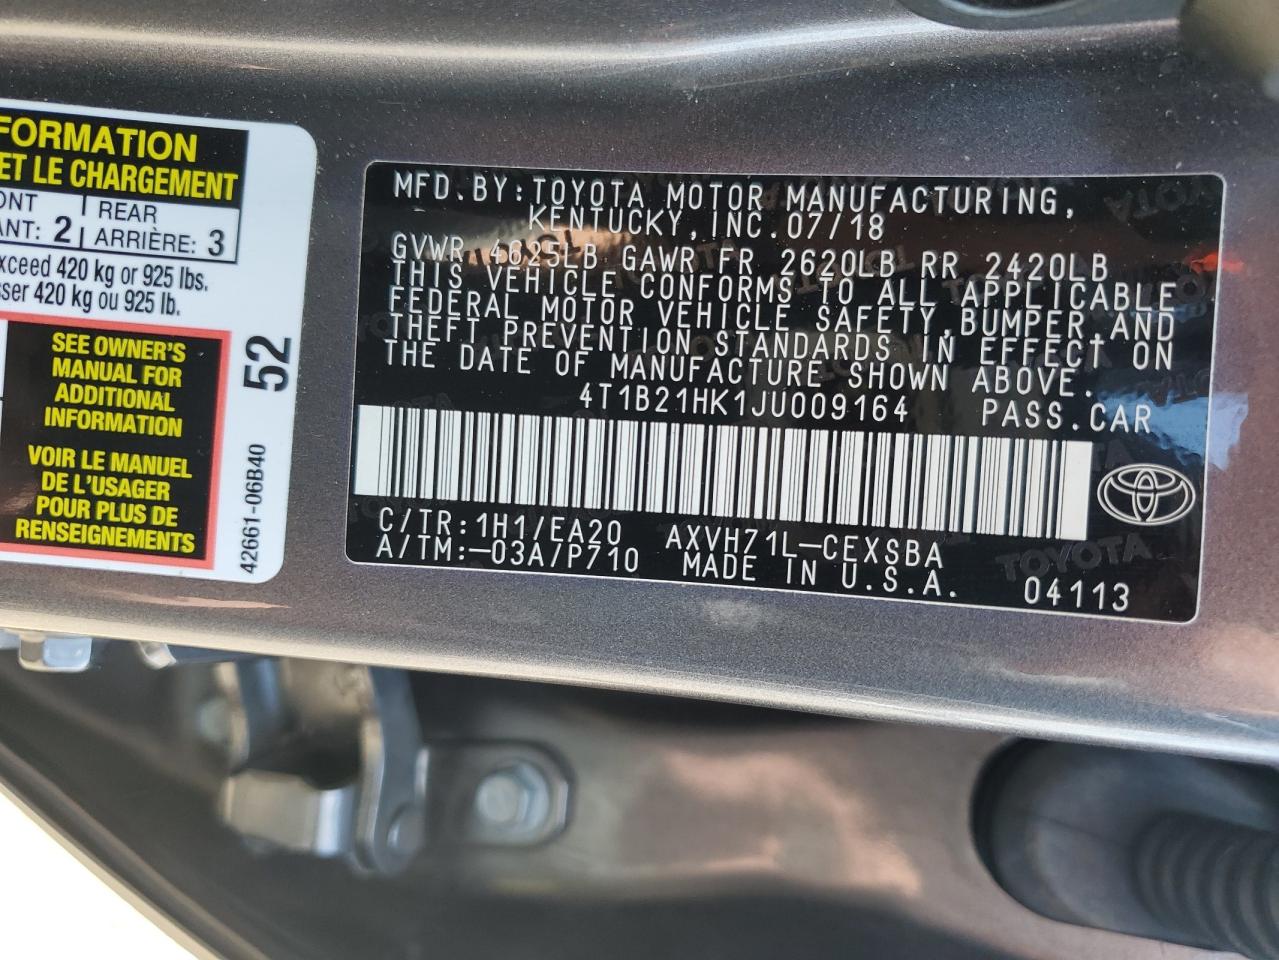 FORMATION
ET LE CHARGEMENT
ONT REAR
ANT: 2 ARRIÈRE: 3
xceed 420 kg or 925 lbs.
sser 420 kg ou 925 lb.
SEE OWNER'S
MANUAL FOR
ADDITIONAL
INFORMATION
VOIR LE MANUEL
DE L'USAGER
POUR PLUS DE
RENSEIGNEMENTS
52
42661-06B40
MFD.BY:TOYOTA MOTOR MANUFACTURING,
KENTUCKY, INC.07/18
GVWR 4625LB GAWR FR 2620LB RR 2420LB
THIS VEHICLE CONFORMS TO ALL APPLICABLE
FEDERAL MOTOR VEHICLE SAFETY,BUMPER,AND
THEFT PREVENTION STANDARDS IN EFFECT ON
THE DATE OF MANUFACTURE SHOWN ABOVE.
4T1B21HK1JU009164 PASS.CAR
C/TR:1H1/EA20 AXVH71L-CEXSBA
A/TM:-03A/P710 MADE IN U.S.A. 04113
TOYOTA